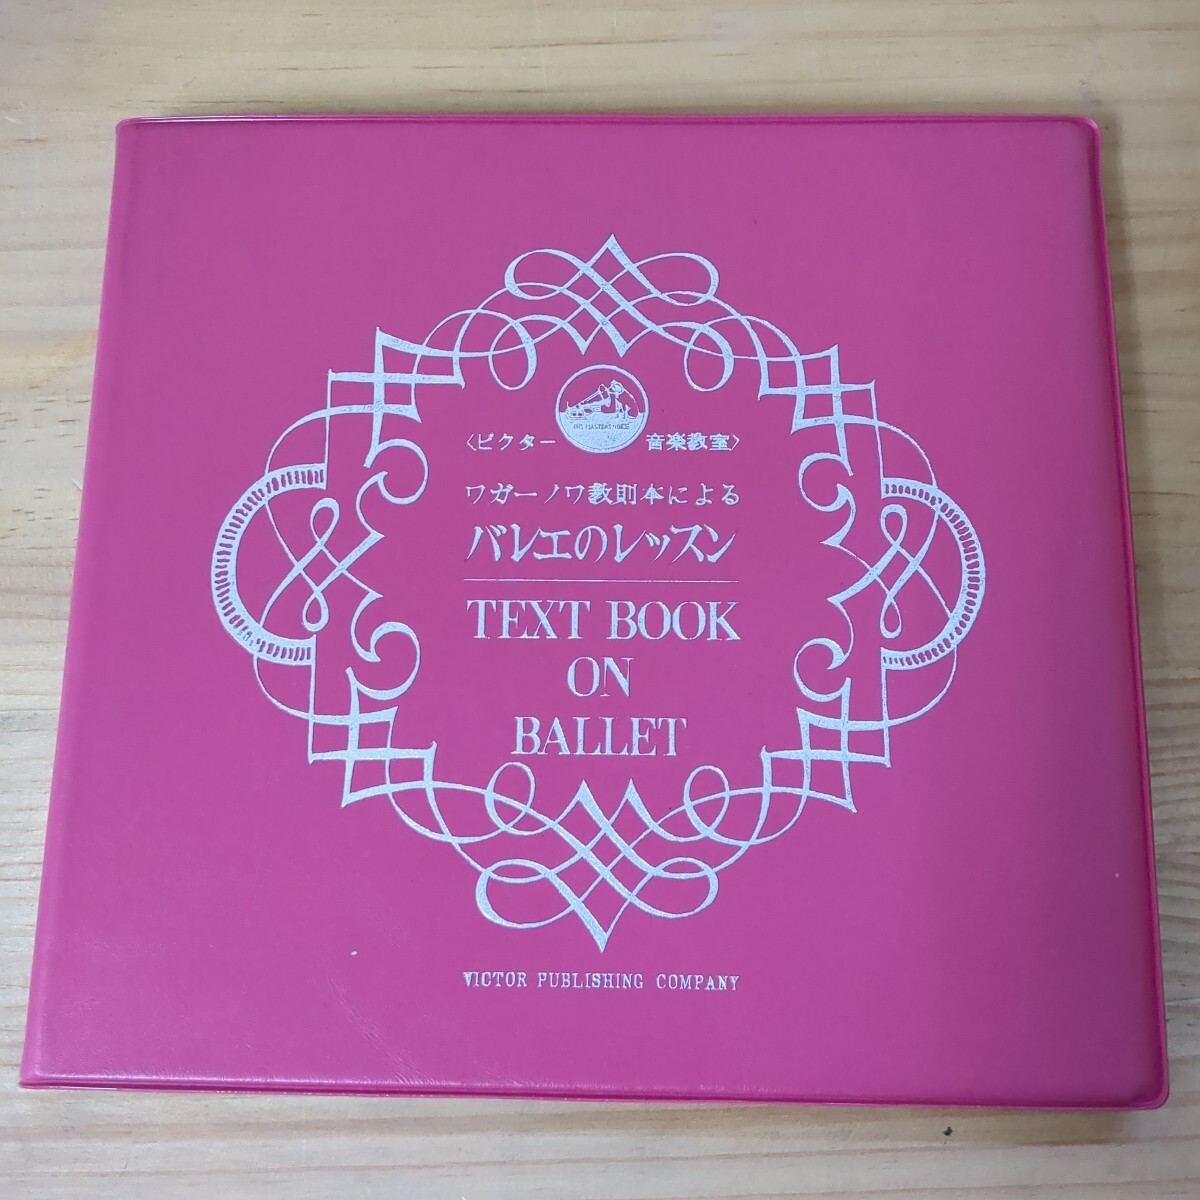 〈ビクター 音楽教室〉
ワガーノワ教則本による
バレエのレッスン
TEXT BOOK
ON
BALLET
VICTOR PUBLISHING COMPANY